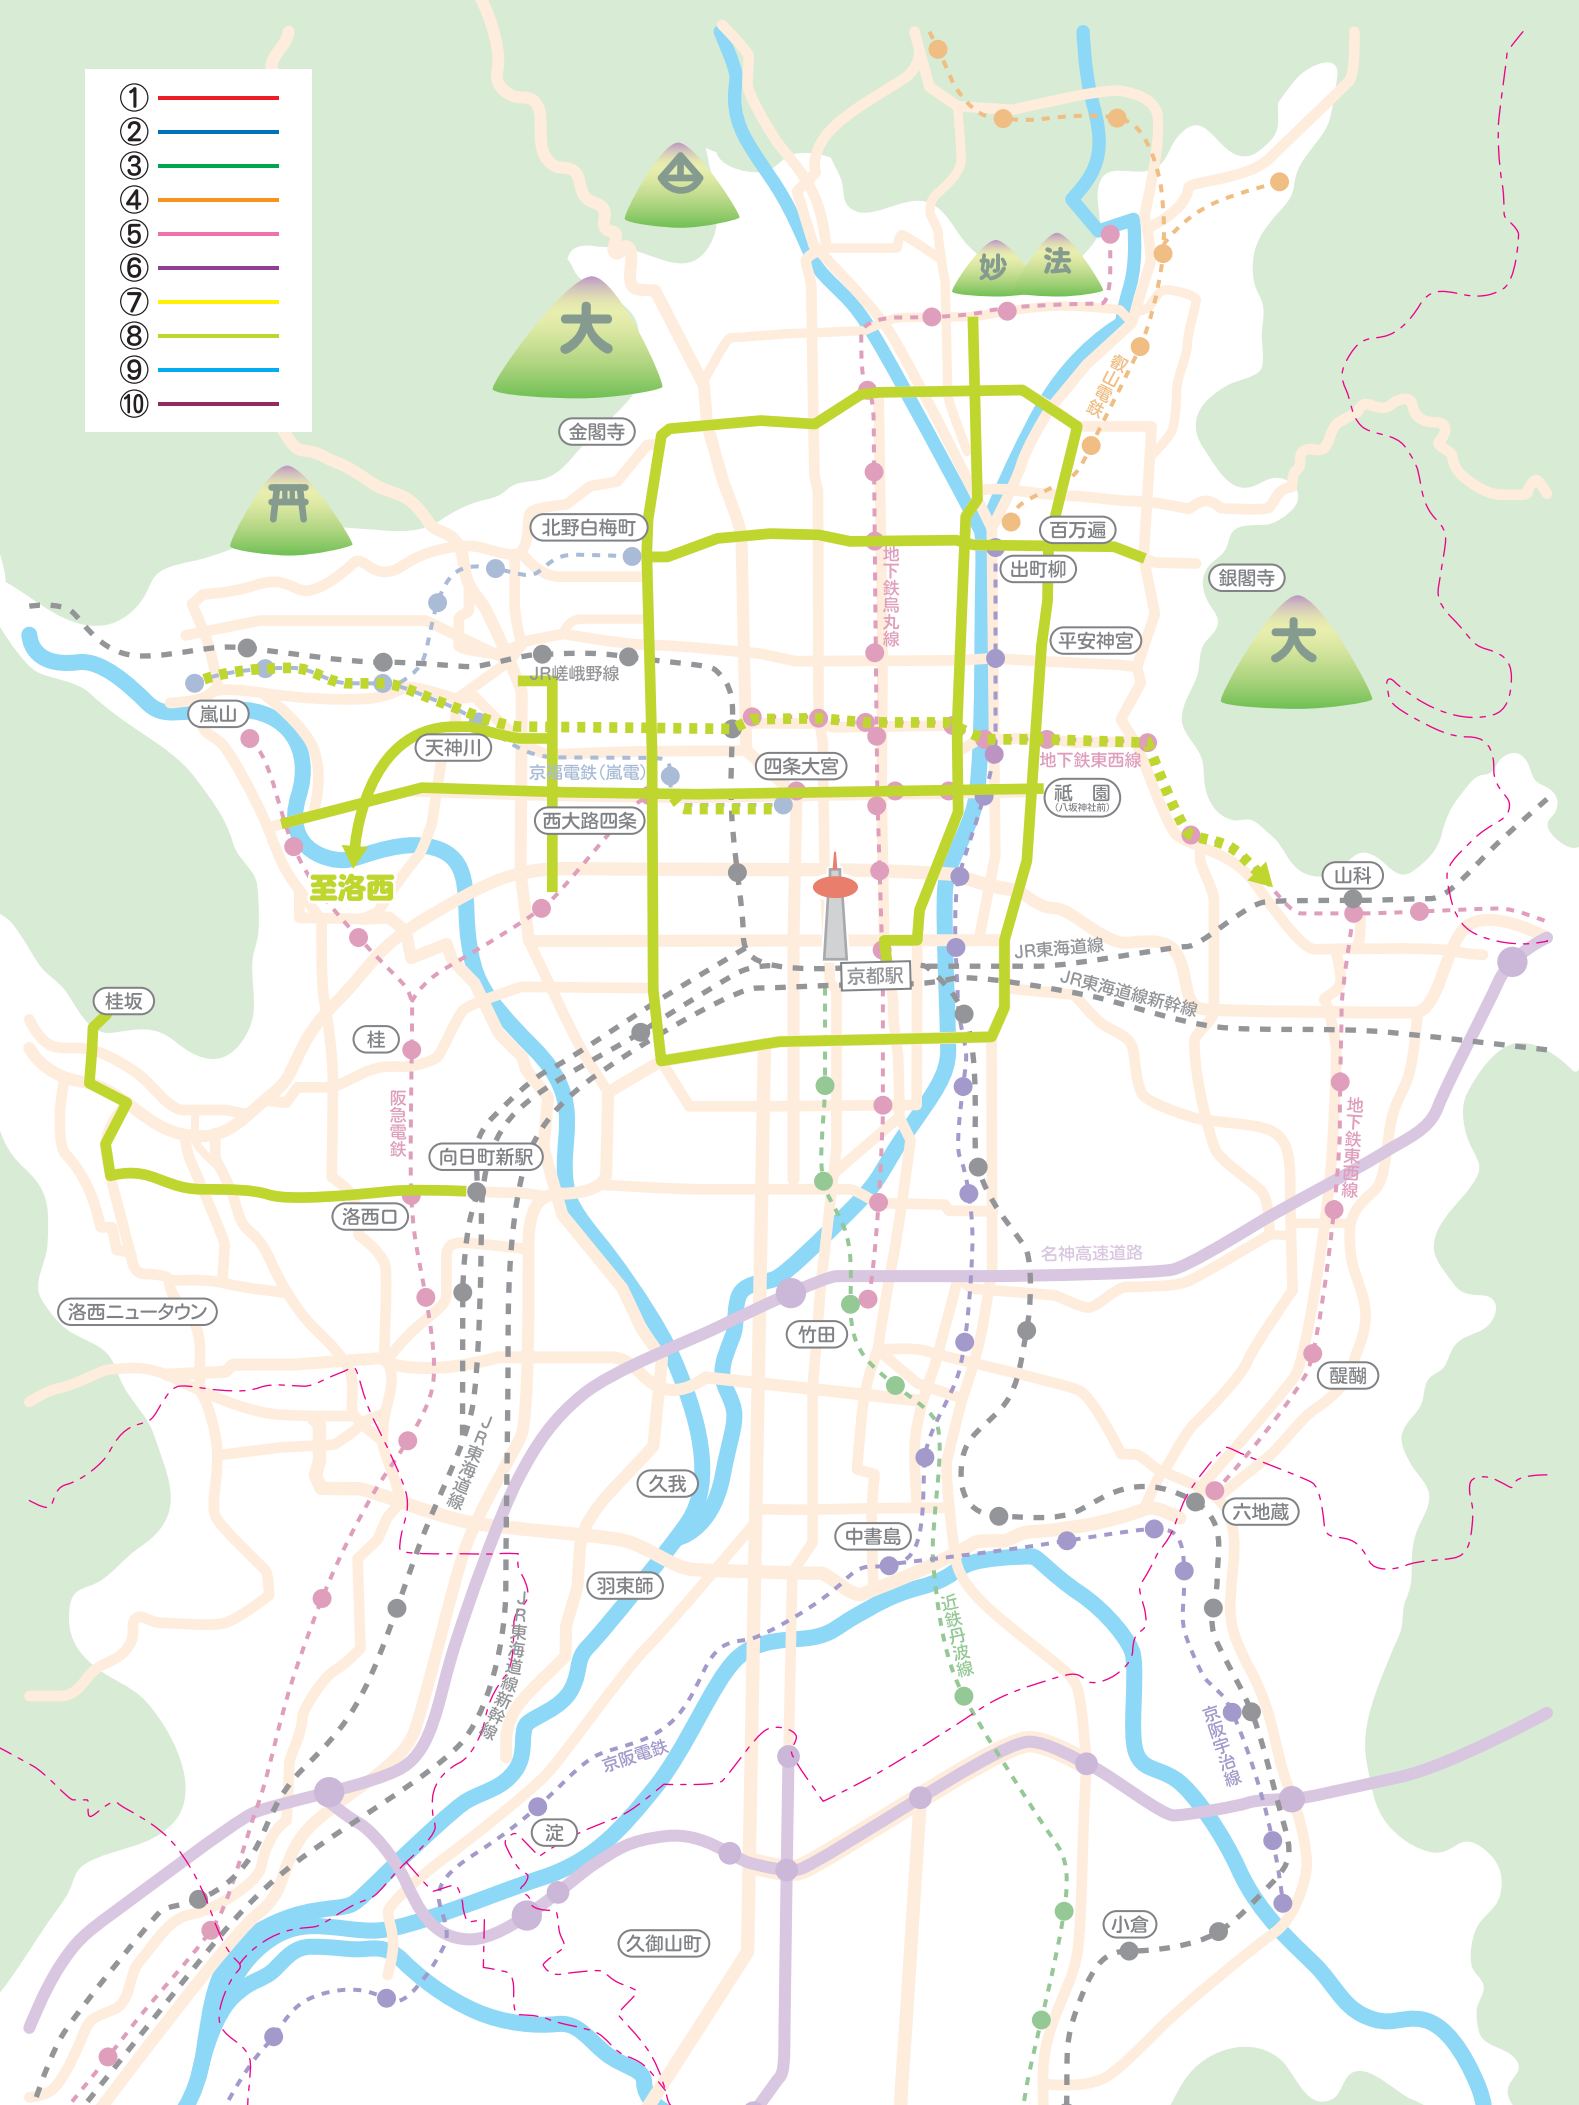 ①
②
③
④
⑤
⑥
⑦
⑧
⑨
⑩
妙
法
大
叡山電鉄
金閣寺
北野白梅町
百万遍
出町柳
地下鉄烏丸線
銀閣寺
大
平安神宮
JR嵯峨野線
嵐山
天神川
四条大宮
地下鉄東西線
京福電鉄(嵐電)
祇園
(八坂神社前)
西大路四条
至洛西
山科
JR東海道線
京都駅
JR東海道線新幹線
桂坂
桂
阪急電鉄
地下鉄東西線
向日町新駅
洛西口
名神高速道路
洛西ニュータウン
竹田
醍醐
JR東海道線
久我
六地蔵
中書島
羽束師
近鉄丹波線
JR東海道線新幹線
京阪宇治線
京阪電鉄
淀
小倉
久御山町